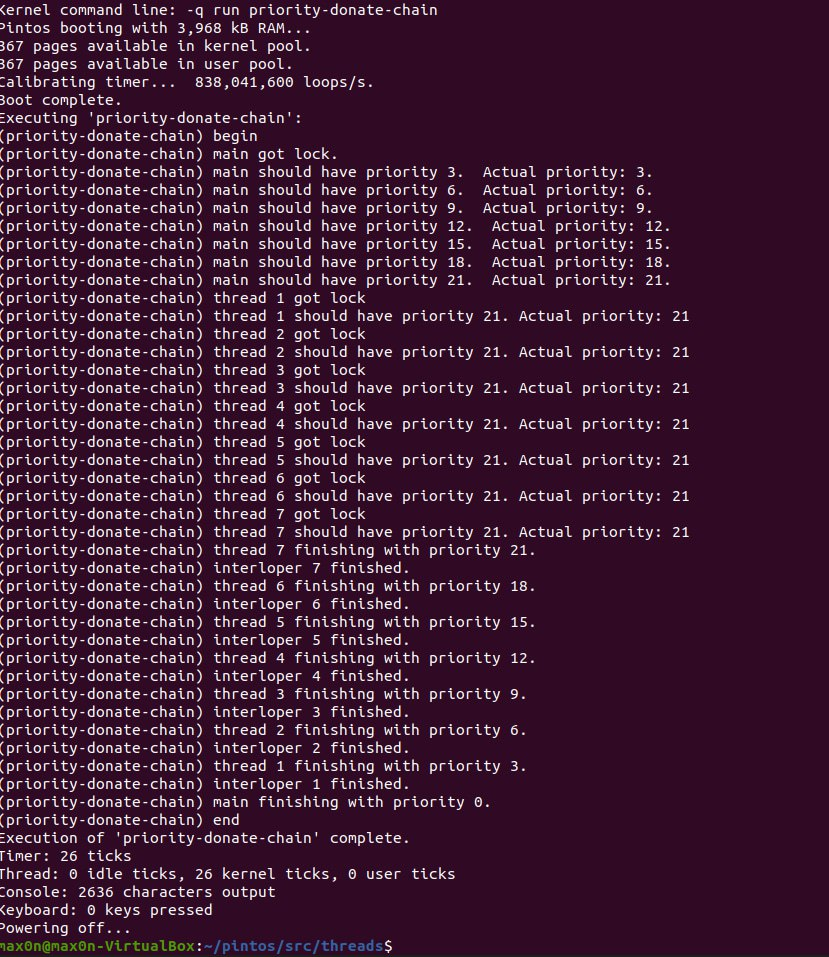 Kernel command line: -q run priority-donate-chain
Pintos booting with 3,968 kB RAM...
367 pages available in kernel pool.
367 pages available in user pool.
Calibrating timer...  838,041,600 loops/s.
Boot complete.
Executing 'priority-donate-chain':
(priority-donate-chain) begin
(priority-donate-chain) main got lock.
(priority-donate-chain) main should have priority 3.  Actual priority: 3.
(priority-donate-chain) main should have priority 6.  Actual priority: 6.
(priority-donate-chain) main should have priority 9.  Actual priority: 9.
(priority-donate-chain) main should have priority 12.  Actual priority: 12.
(priority-donate-chain) main should have priority 15.  Actual priority: 15.
(priority-donate-chain) main should have priority 18.  Actual priority: 18.
(priority-donate-chain) main should have priority 21.  Actual priority: 21.
(priority-donate-chain) thread 1 got lock
(priority-donate-chain) thread 1 should have priority 21. Actual priority: 21
(priority-donate-chain) thread 2 got lock
(priority-donate-chain) thread 2 should have priority 21. Actual priority: 21
(priority-donate-chain) thread 3 got lock
(priority-donate-chain) thread 3 should have priority 21. Actual priority: 21
(priority-donate-chain) thread 4 got lock
(priority-donate-chain) thread 4 should have priority 21. Actual priority: 21
(priority-donate-chain) thread 5 got lock
(priority-donate-chain) thread 5 should have priority 21. Actual priority: 21
(priority-donate-chain) thread 6 got lock
(priority-donate-chain) thread 6 should have priority 21. Actual priority: 21
(priority-donate-chain) thread 7 got lock
(priority-donate-chain) thread 7 should have priority 21. Actual priority: 21
(priority-donate-chain) thread 7 finishing with priority 21.
(priority-donate-chain) interloper 7 finished.
(priority-donate-chain) thread 6 finishing with priority 18.
(priority-donate-chain) interloper 6 finished.
(priority-donate-chain) thread 5 finishing with priority 15.
(priority-donate-chain) interloper 5 finished.
(priority-donate-chain) thread 4 finishing with priority 12.
(priority-donate-chain) interloper 4 finished.
(priority-donate-chain) thread 3 finishing with priority 9.
(priority-donate-chain) interloper 3 finished.
(priority-donate-chain) thread 2 finishing with priority 6.
(priority-donate-chain) interloper 2 finished.
(priority-donate-chain) thread 1 finishing with priority 3.
(priority-donate-chain) interloper 1 finished.
(priority-donate-chain) main finishing with priority 0.
(priority-donate-chain) end
Execution of 'priority-donate-chain' complete.
Timer: 26 ticks
Thread: 0 idle ticks, 26 kernel ticks, 0 user ticks
Console: 2636 characters output
Keyboard: 0 keys pressed
Powering off...
max0n@max0n-VirtualBox:~/pintos/src/threads$